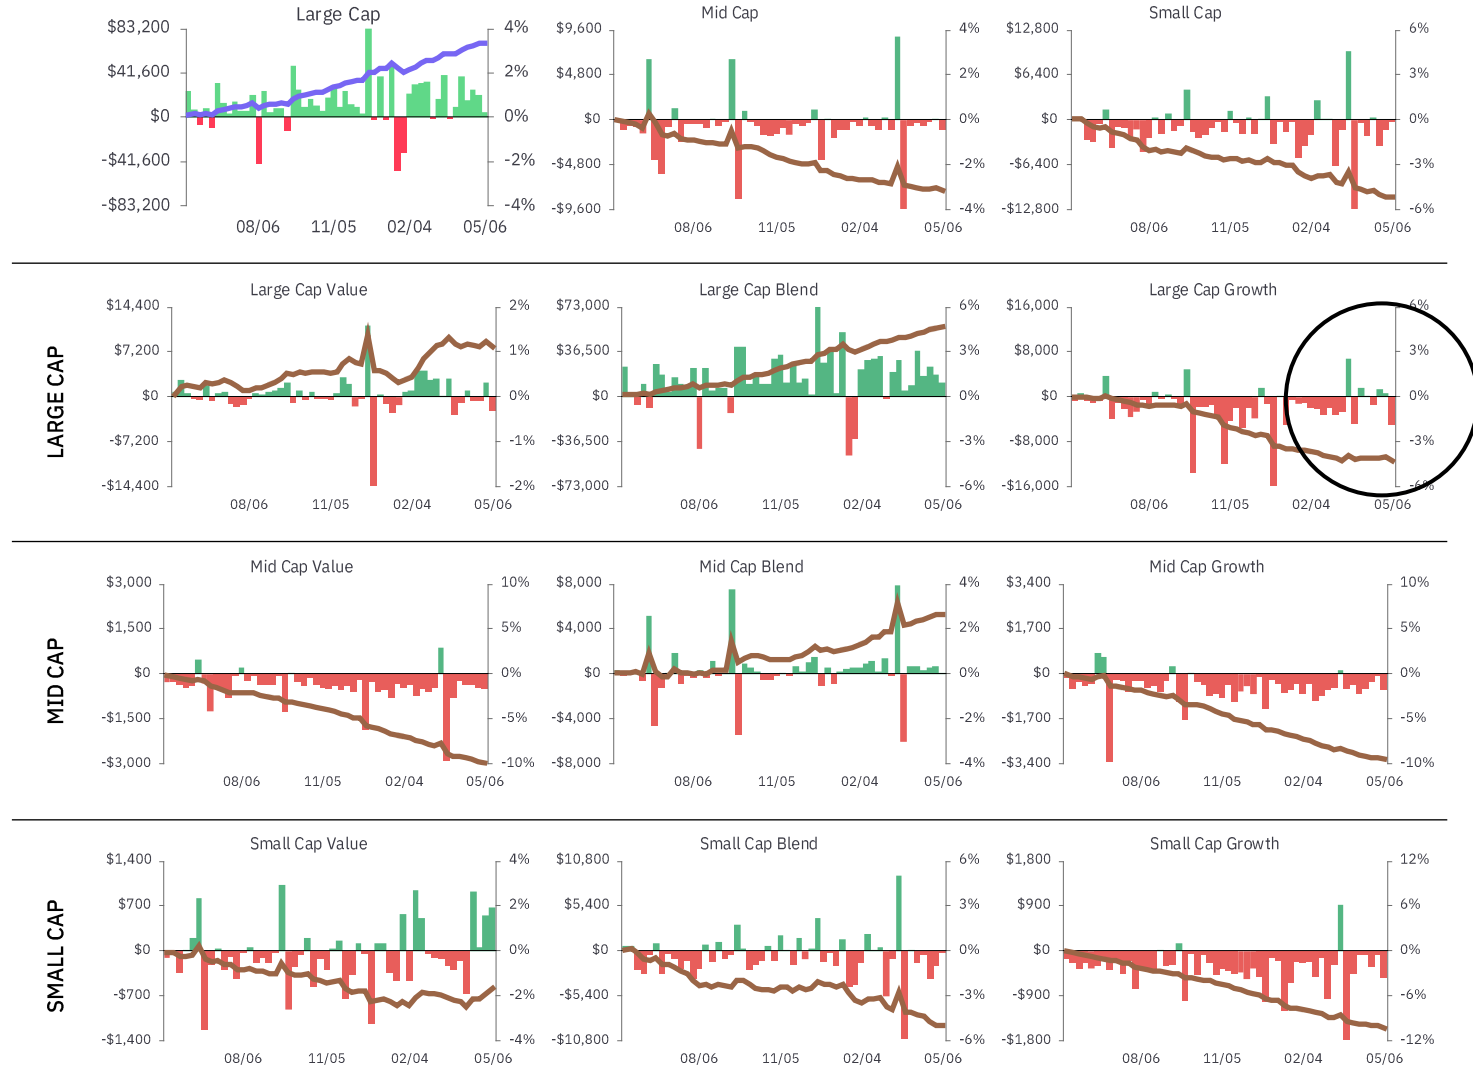 Large Cap Mid Cap Small Cap
$83,200 4% $9,600 4% $12,800 6%
$41,600 2% $4,800 2% $6,400 3%
$0 0% $0 0% $0 0%
-$41,600 -2% -$4,800 -2% -$6,400 -3%
-$83,200 -4% -$9,600 -4% -$12,800 -6%
08/06 11/05 02/04 05/06 08/06 11/05 02/04 05/06 08/06 11/05 02/04 05/06
LARGE CAP
Large Cap Value Large Cap Blend Large Cap Growth
$14,400 2% $73,000 6% $16,000 6%
$7,200 1% $36,500 3% $8,000 3%
$0 0% $0 0% $0 0%
-$7,200 -1% -$36,500 -3% -$8,000 -3%
-$14,400 -2% -$73,000 -6% -$16,000 -6%
08/06 11/05 02/04 05/06 08/06 11/05 02/04 05/06 08/06 11/05 02/04 05/06
MID CAP
Mid Cap Value Mid Cap Blend Mid Cap Growth
$3,000 10% $8,000 4% $3,400 10%
$1,500 5% $4,000 2% $1,700 5%
$0 0% $0 0% $0 0%
-$1,500 -5% -$4,000 -2% -$1,700 -5%
-$3,000 -10% -$8,000 -4% -$3,400 -10%
08/06 11/05 02/04 05/06 08/06 11/05 02/04 05/06 08/06 11/05 02/04 05/06
SMALL CAP
Small Cap Value Small Cap Blend Small Cap Growth
$1,400 4% $10,800 6% $1,800 12%
$700 2% $5,400 3% $900 6%
$0 0% $0 0% $0 0%
-$700 -2% -$5,400 -3% -$900 -6%
-$1,400 -4% -$10,800 -6% -$1,800 -12%
08/06 11/05 02/04 05/06 08/06 11/05 02/04 05/06 08/06 11/05 02/04 05/06